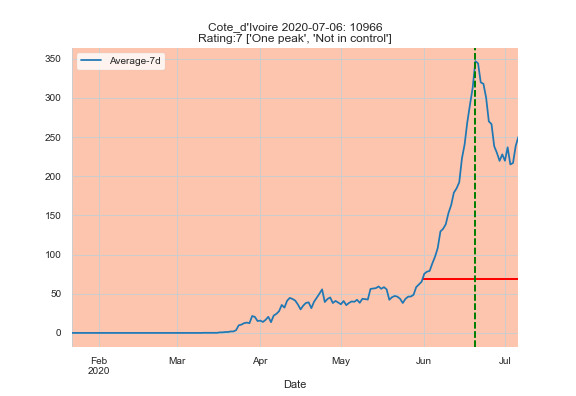 Cote_d'Ivoire 2020-07-06: 10966
Rating:7 ['One peak', 'Not in control']
Average-7d
350
300
250
200
150
100
50
0
Feb
2020
Mar
Apr
May
Jun
Jul
Date